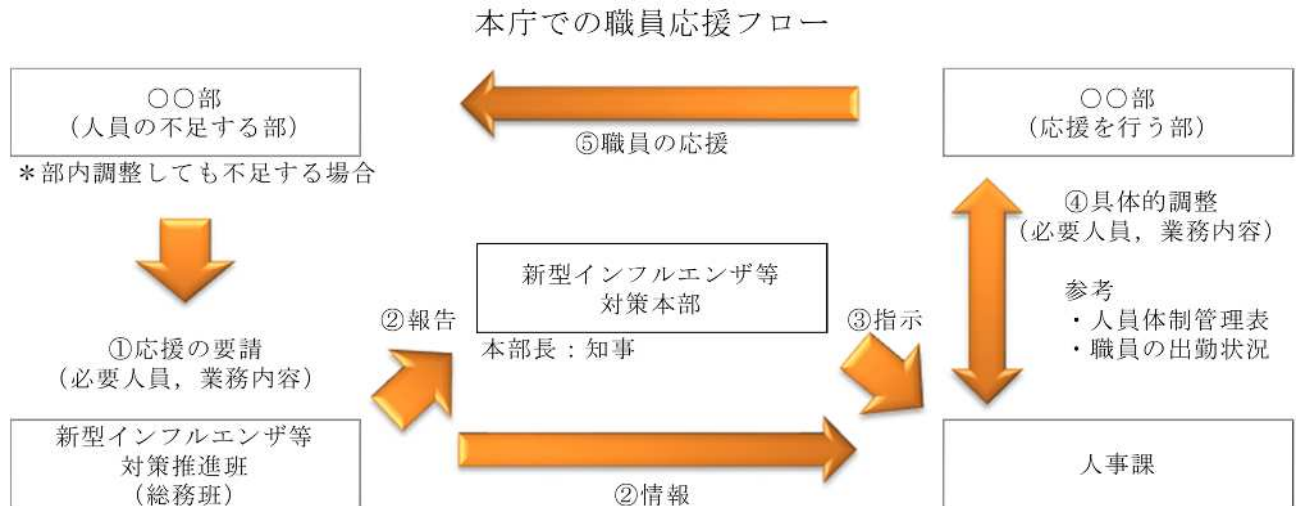 本庁での職員応援フロー
○○部
（人員の不足する部）
＊部内調整しても不足する場合
⑤職員の応援
○○部
（応援を行う部）
④具体的調整
（必要人員，業務内容）
参考
・人員体制管理表
・職員の出勤状況
新型インフルエンザ等
対策本部
本部長：知事
②報告
③指示
①応援の要請
（必要人員，業務内容）
新型インフルエンザ等
対策推進班
（総務班）
②情報
人事課